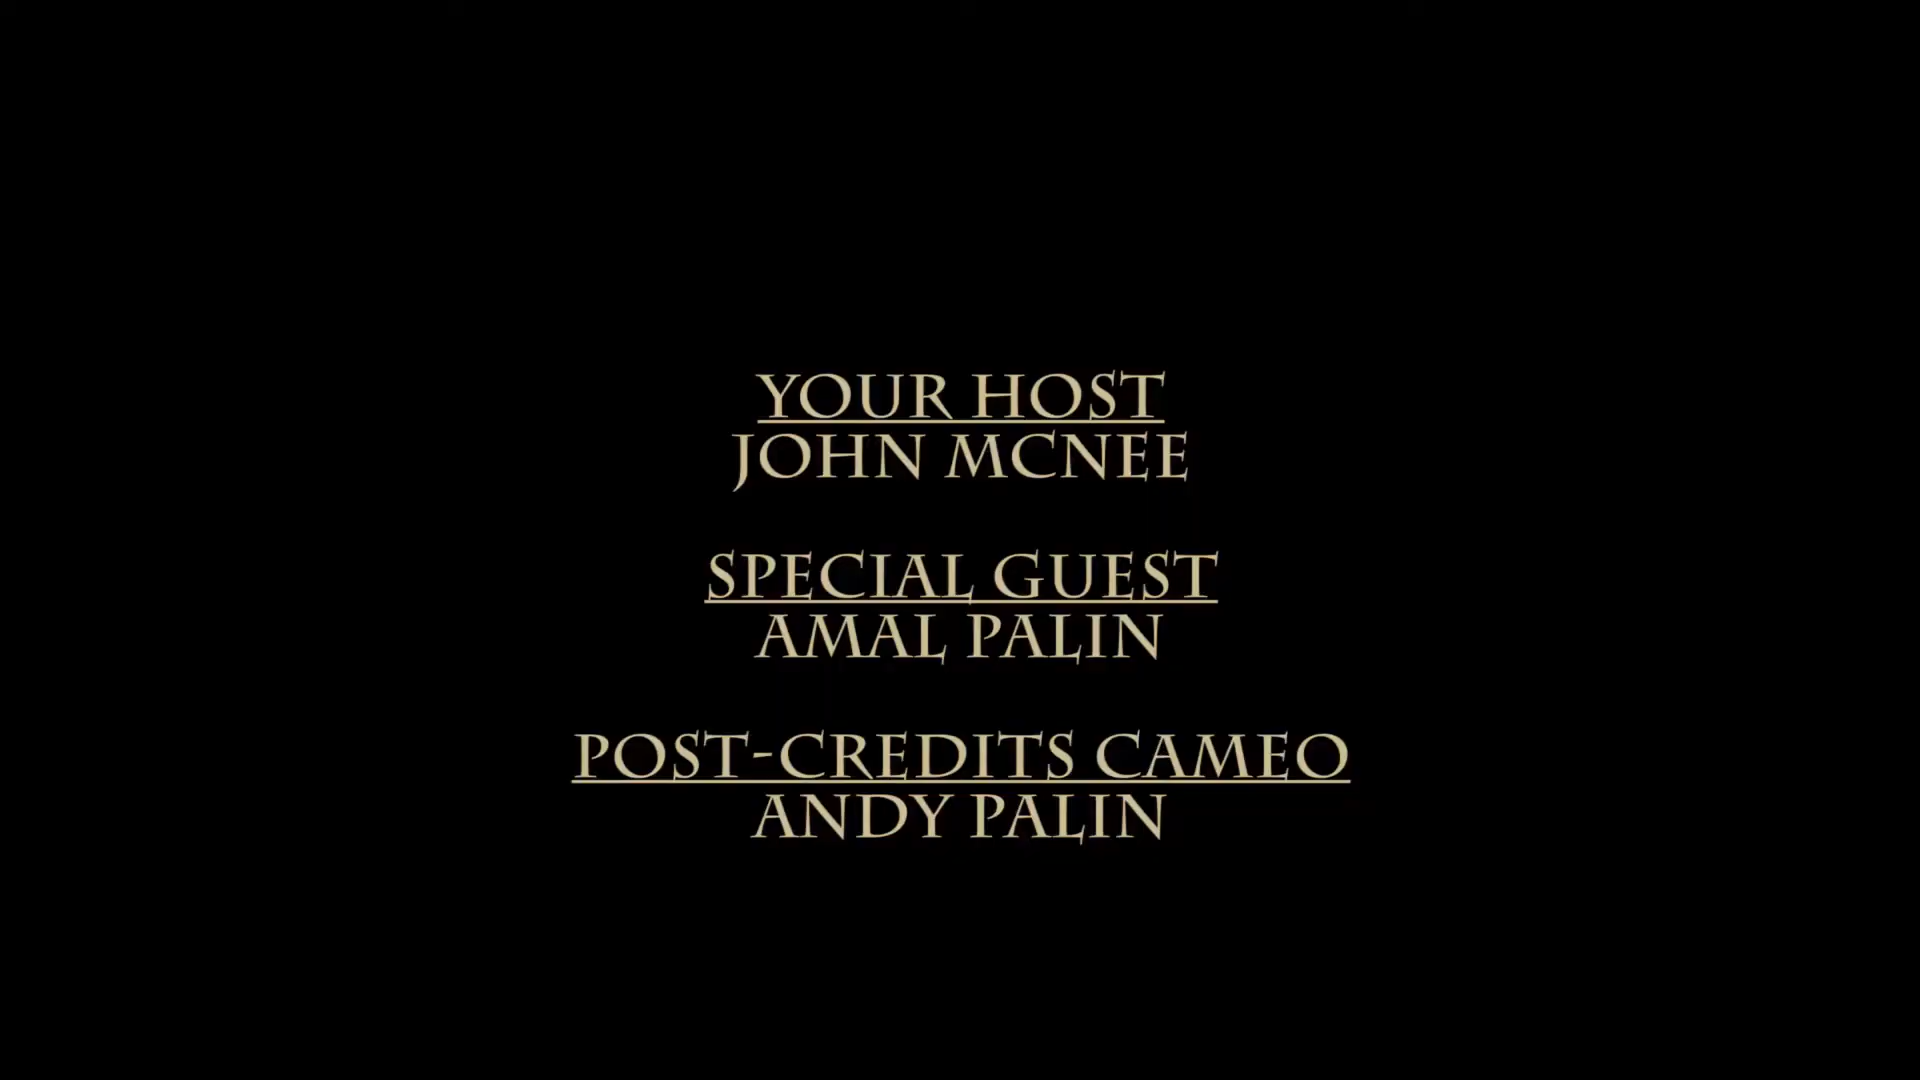 YOUR HOST
JOHN MCNEE
SPECIAL GUEST
AMAL PALIN
POST-CREDITS CAMEO
ANDY PALIN